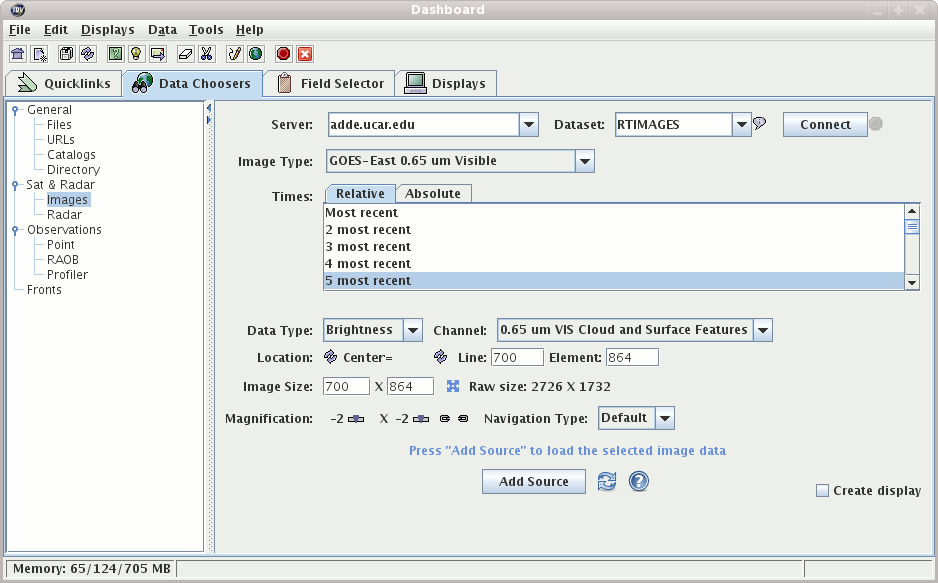 IDV Dashboard
File Edit Displays Data Tools Help
Quicklinks Data Choosers Field Selector Displays
General
Files
URLs
Catalogs
Directory
Sat & Radar
Images
Radar
Observations
Point
RAOB
Profiler
Fronts
Server: adde.ucar.edu Dataset: RTIMAGES Connect
Image Type: GOES-East 0.65 um Visible
Times: Relative Absolute
Most recent
2 most recent
3 most recent
4 most recent
5 most recent
Data Type: Brightness Channel: 0.65 um VIS Cloud and Surface Features
Location: Center= Line: 700 Element: 864
Image Size: 700 X 864 Raw size: 2726 X 1732
Magnification: -2 X -2 Navigation Type: Default
Press "Add Source" to load the selected image data
Add Source ?
Create display
Memory: 65/124/705 MB